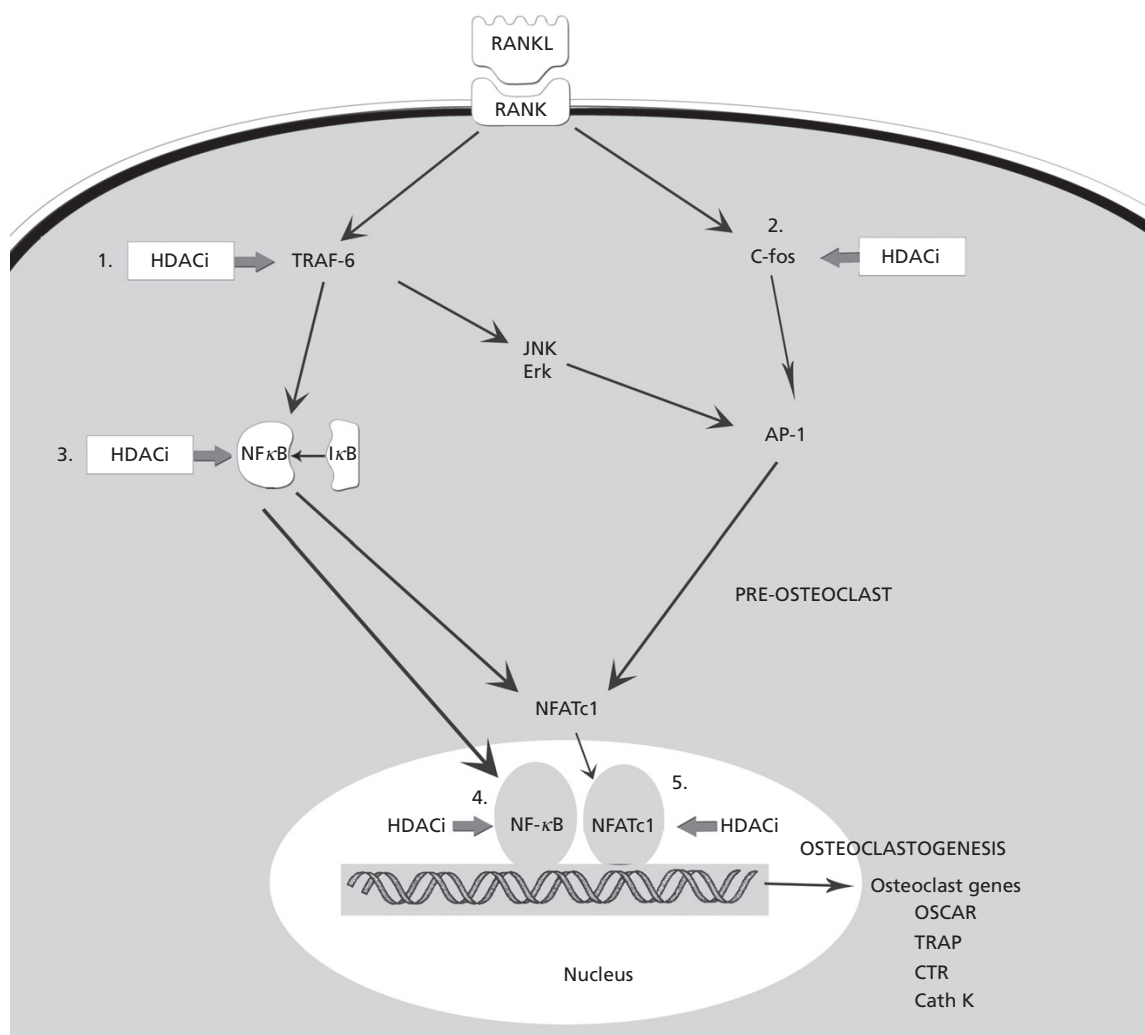 RANKL
RANK
2.
1. HDACi TRAF-6 C-fos HDACi
JNK
Erk
AP-1
3. HDACi NFκB IκB
PRE-OSTEOCLAST
NFATc1
4. 5.
HDACi NF-κB NFATc1 HDACi
OSTEOCLASTOGENESIS
Osteoclast genes
OSCAR
TRAP
CTR
Cath K
Nucleus